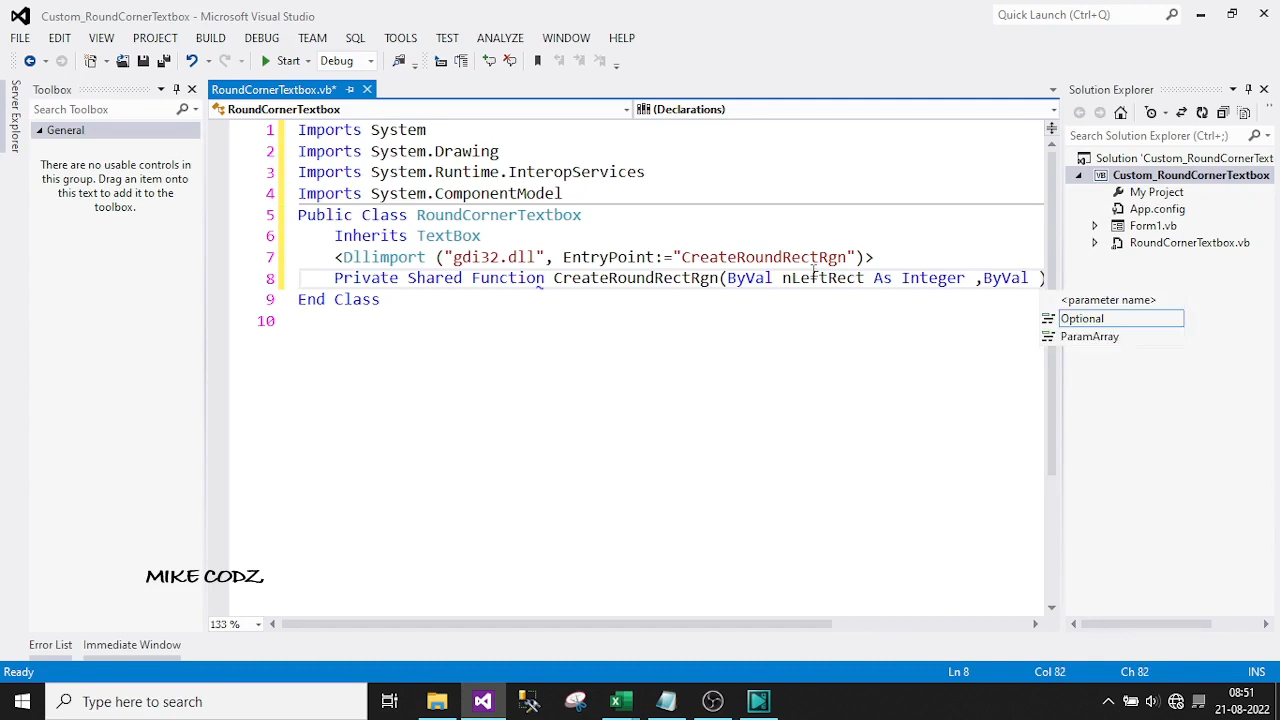 Custom_RoundCornerTextbox - Microsoft Visual Studio
Quick Launch (Ctrl+Q)
FILE EDIT VIEW PROJECT BUILD DEBUG TEAM SQL TOOLS TEST ANALYZE WINDOW HELP
Start Debug
Server Explorer
Toolbox
Search Toolbox
General
There are no usable controls in
this group. Drag an item onto
this text to add it to the
toolbox.
RoundCornerTextbox.vb*
RoundCornerTextbox (Declarations)
1 Imports System
2 Imports System.Drawing
3 Imports System.Runtime.InteropServices
4 Imports System.ComponentModel
5 Public Class RoundCornerTextbox
6 Inherits TextBox
7 <Dllimport ("gdi32.dll", EntryPoint:="CreateRoundRectRgn")>
8 Private Shared Function CreateRoundRectRgn(ByVal nLeftRect As Integer ,ByVal )
9 End Class
10
<parameter name>
Optional
ParamArray
Solution Explorer
Search Solution Explorer (Ctrl+;)
Solution 'Custom_RoundCornerText
Custom_RoundCornerTextbox
My Project
App.config
Form1.vb
RoundCornerTextbox.vb
MIKE CODZ,
133 %
Error List Immediate Window
Ready Ln 8 Col 82 Ch 82 INS
Type here to search
08:51
21-08-2022